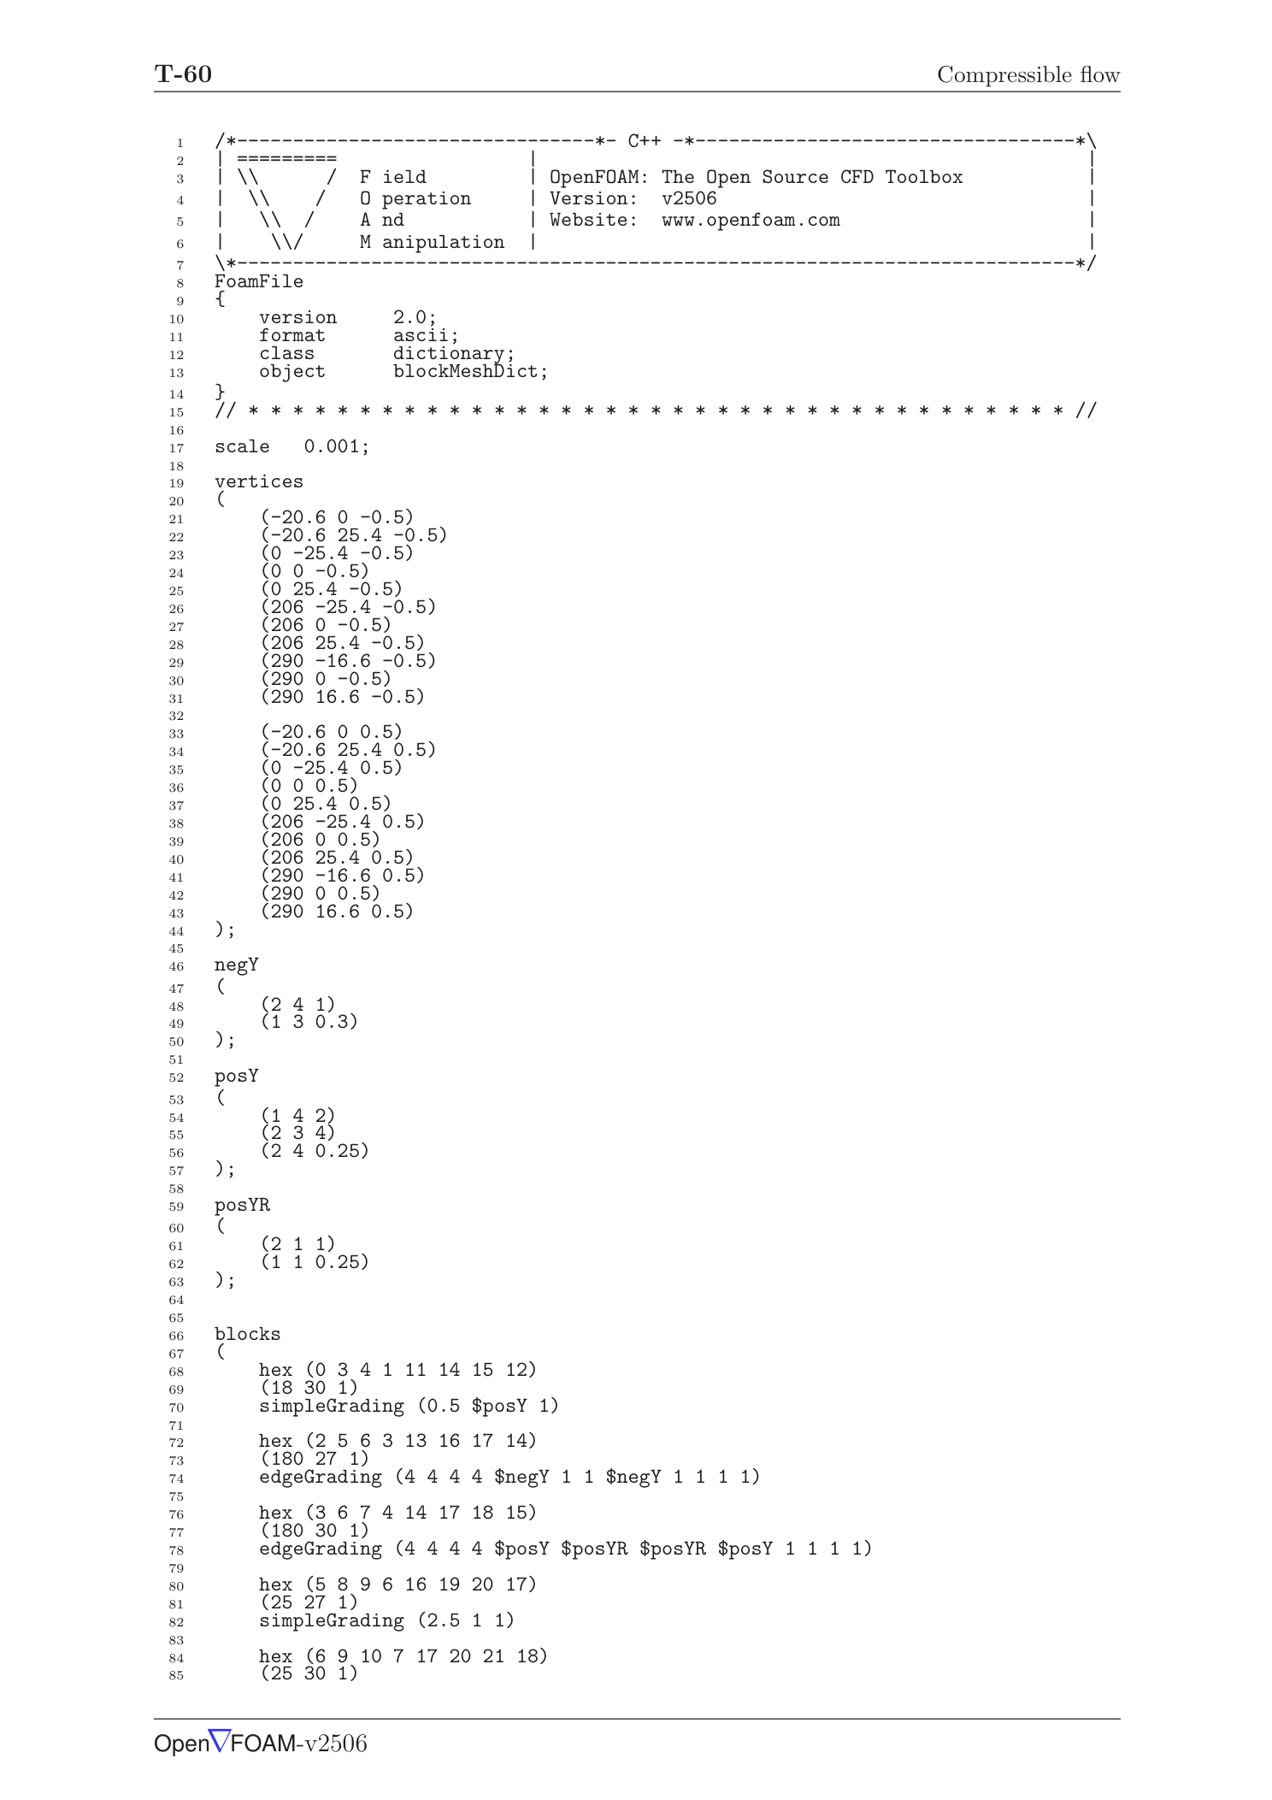 T-60 Compressible flow
1 /*--------------------------------*- C++ -*----------------------------------*\
2 | =========                 |                                                 |
3 | \\      /  F ield         | OpenFOAM: The Open Source CFD Toolbox           |
4 |  \\    /   O peration     | Version:  v2506                                 |
5 |   \\  /    A nd           | Website:  www.openfoam.com                      |
6 |    \\/     M anipulation  |                                                 |
7 \*---------------------------------------------------------------------------*/
8 FoamFile
9 {
10     version     2.0;
11     format      ascii;
12     class       dictionary;
13     object      blockMeshDict;
14 }
15 // * * * * * * * * * * * * * * * * * * * * * * * * * * * * * * * * * * * * * //
16
17 scale   0.001;
18
19 vertices
20 (
21     (-20.6 0 -0.5)
22     (-20.6 25.4 -0.5)
23     (0 -25.4 -0.5)
24     (0 0 -0.5)
25     (0 25.4 -0.5)
26     (206 -25.4 -0.5)
27     (206 0 -0.5)
28     (206 25.4 -0.5)
29     (290 -16.6 -0.5)
30     (290 0 -0.5)
31     (290 16.6 -0.5)
32
33     (-20.6 0 0.5)
34     (-20.6 25.4 0.5)
35     (0 -25.4 0.5)
36     (0 0 0.5)
37     (0 25.4 0.5)
38     (206 -25.4 0.5)
39     (206 0 0.5)
40     (206 25.4 0.5)
41     (290 -16.6 0.5)
42     (290 0 0.5)
43     (290 16.6 0.5)
44 );
45
46 negY
47 (
48     (2 4 1)
49     (1 3 0.3)
50 );
51
52 posY
53 (
54     (1 4 2)
55     (2 3 4)
56     (2 4 0.25)
57 );
58
59 posYR
60 (
61     (2 1 1)
62     (1 1 0.25)
63 );
64
65
66 blocks
67 (
68     hex (0 3 4 1 11 14 15 12)
69     (18 30 1)
70     simpleGrading (0.5 $posY 1)
71
72     hex (2 5 6 3 13 16 17 14)
73     (180 27 1)
74     edgeGrading (4 4 4 4 $negY 1 1 $negY 1 1 1 1)
75
76     hex (3 6 7 4 14 17 18 15)
77     (180 30 1)
78     edgeGrading (4 4 4 4 $posY $posYR $posYR $posY 1 1 1 1)
79
80     hex (5 8 9 6 16 19 20 17)
81     (25 27 1)
82     simpleGrading (2.5 1 1)
83
84     hex (6 9 10 7 17 20 21 18)
85     (25 30 1)
Open∇FOAM-v2506